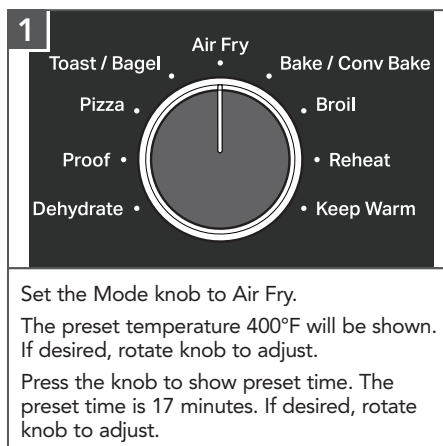 1
Air Fry
Toast / Bagel
Bake / Conv Bake
Pizza
Broil
Proof
Reheat
Dehydrate
Keep Warm
Set the Mode knob to Air Fry.
The preset temperature 400°F will be shown.
If desired, rotate knob to adjust.
Press the knob to show preset time. The
preset time is 17 minutes. If desired, rotate
knob to adjust.